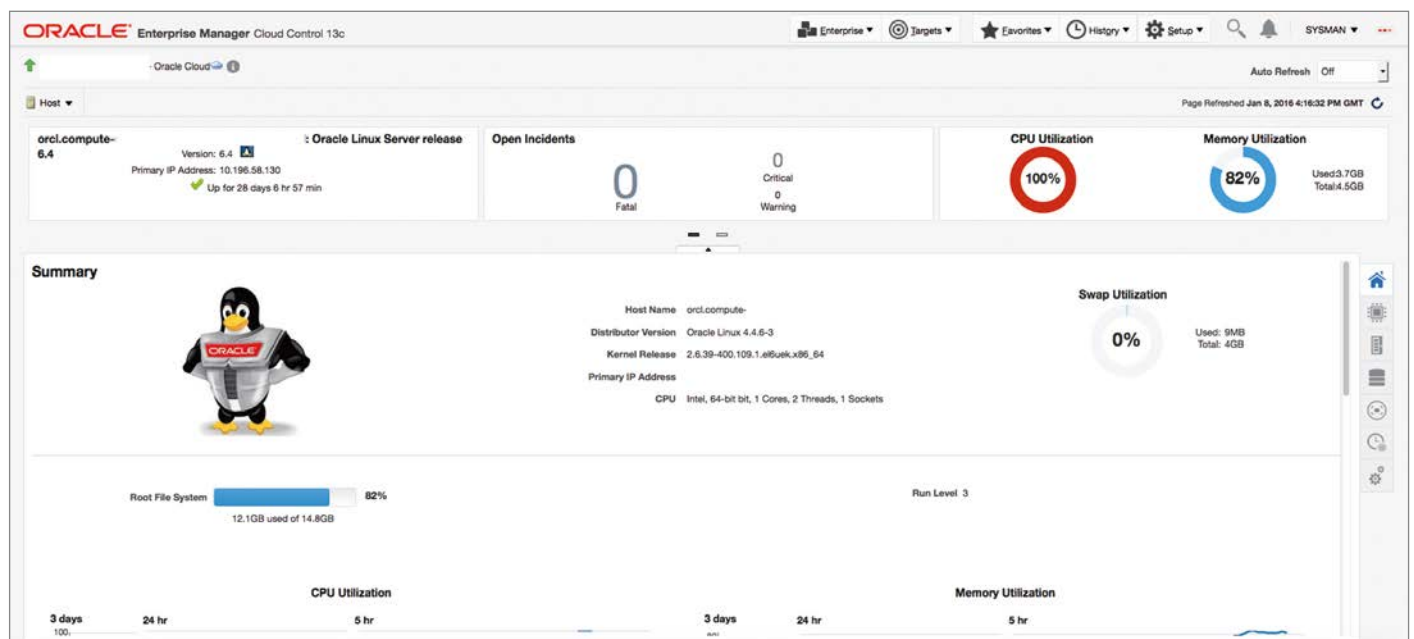 ORACLE Enterprise Manager Cloud Control 13c
Enterprise Targets Favorites History Setup SYSMAN
- Oracle Cloud
Auto Refresh Off
Host
Page Refreshed Jan 8, 2016 4:16:32 PM GMT
orcl.compute- : Oracle Linux Server release
6.4
Version: 6.4
Primary IP Address: 10.196.58.130
Up for 28 days 6 hr 57 min
Open Incidents
0
Fatal
0
Critical
0
Warning
CPU Utilization
100%
Memory Utilization
82%
Used:3.7GB
Total:4.5GB
Summary
ORACLE
Host Name orcl.compute-
Distributor Version Oracle Linux 4.4.6-3
Kernel Release 2.6.39-400.109.1.el6uek.x86_64
Primary IP Address
CPU Intel, 64-bit bit, 1 Cores, 2 Threads, 1 Sockets
Swap Utilization
0%
Used: 9MB
Total: 4GB
Root File System 82%
12.1GB used of 14.8GB
Run Level 3
CPU Utilization
3 days 24 hr 5 hr
100
Memory Utilization
3 days 24 hr 5 hr